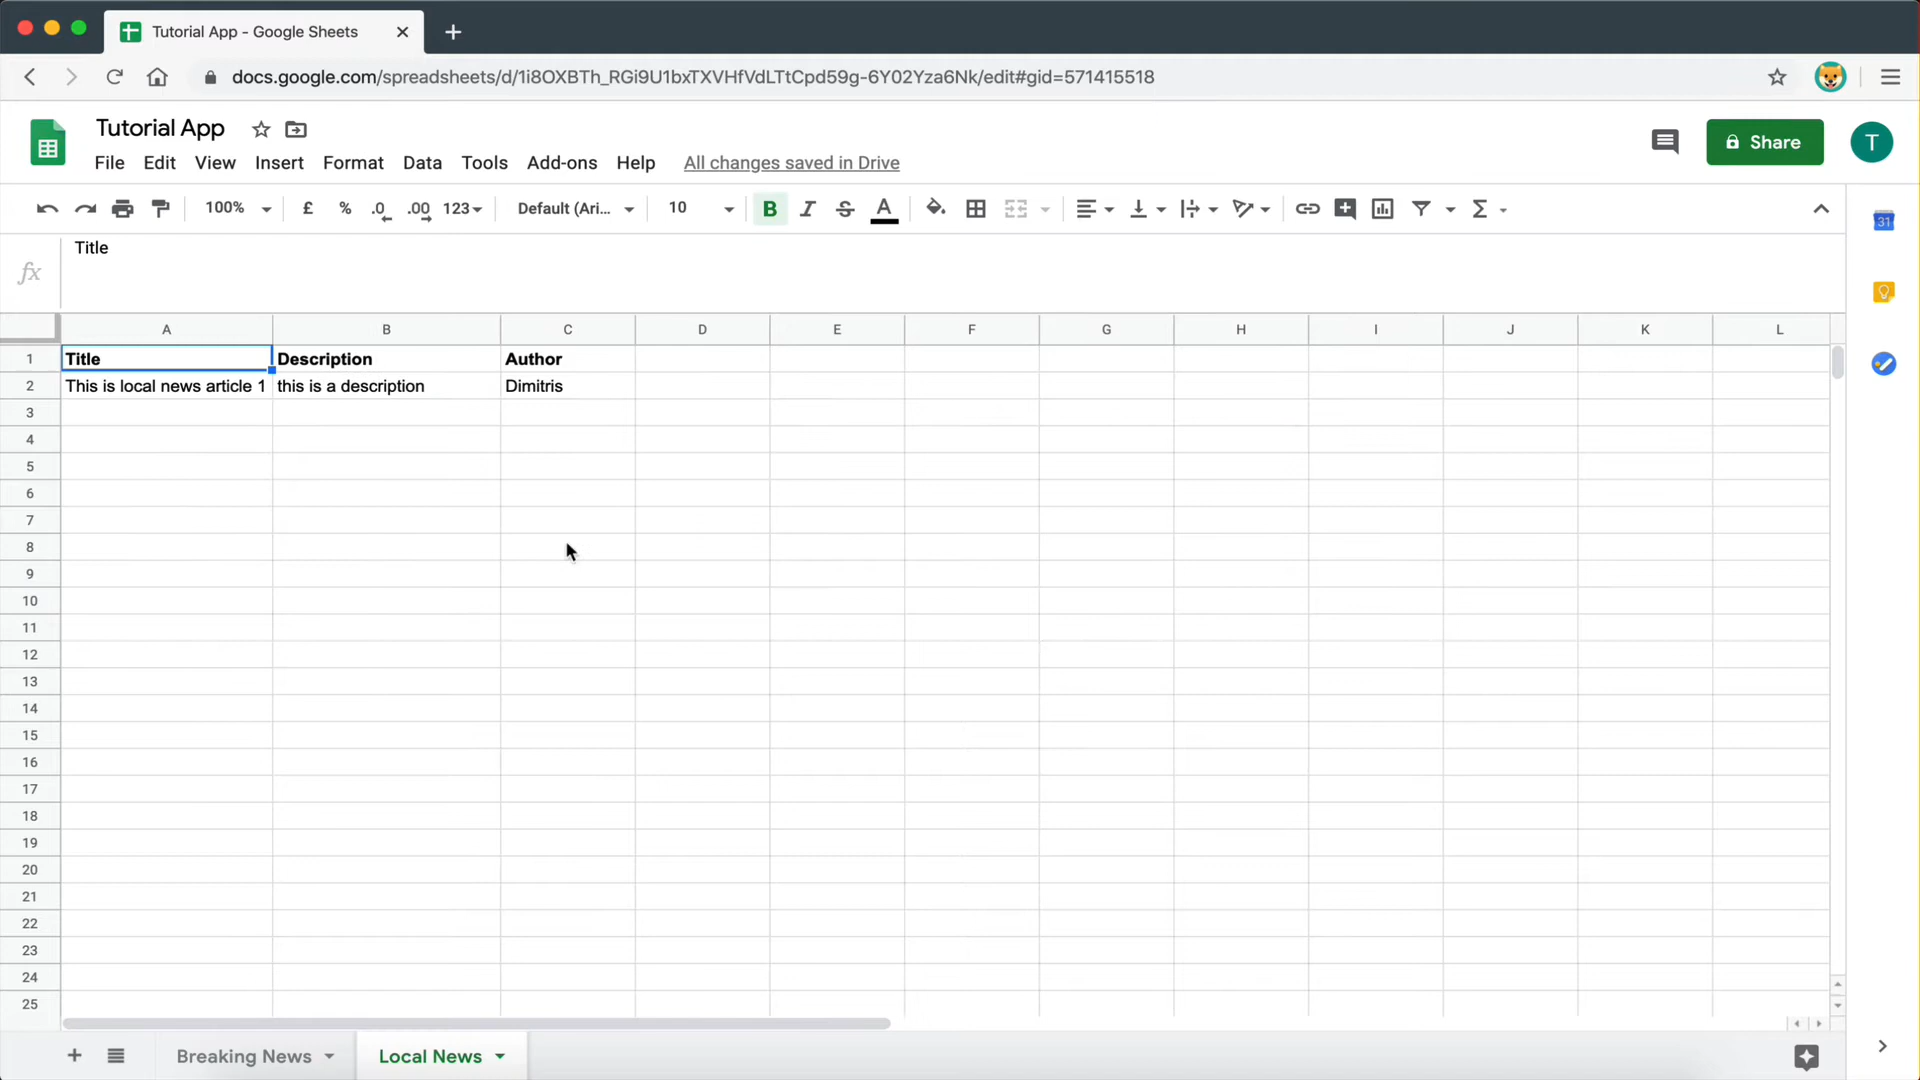 Tutorial App - Google Sheets
docs.google.com/spreadsheets/d/1i8OXBTh_RGi9U1bxTXVHfVdLTtCpd59g-6Y02Yza6Nk/edit#gid=571415518
Tutorial App
File Edit View Insert Format Data Tools Add-ons Help All changes saved in Drive
Share
T
100% £ % .0 .00 123 Default (Ari... 10 B I S A Σ
31
fx Title
A B C D E F G H I J K L
1 Title Description Author
2 This is local news article 1 this is a description Dimitris
3
4
5
6
7
8
9
10
11
12
13
14
15
16
17
18
19
20
21
22
23
24
25
Breaking News Local News